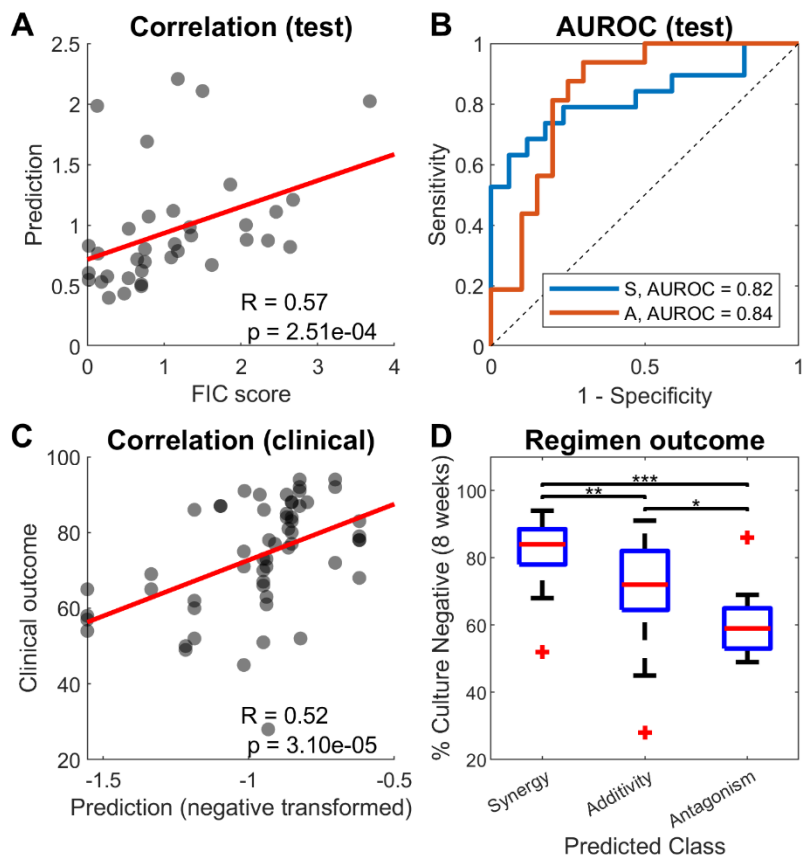 A
Correlation (test)
2.5
2
1.5
1
0.5
0
Prediction
0
1
2
3
4
FIC score
R = 0.57
p = 2.51e-04
B
AUROC (test)
1
0.8
0.6
0.4
0.2
0
Sensitivity
0
0.5
1
1 - Specificity
S, AUROC = 0.82
A, AUROC = 0.84
C
Correlation (clinical)
100
80
60
40
20
Clinical outcome
-1.5
-1
-0.5
Prediction (negative transformed)
R = 0.52
p = 3.10e-05
D
Regimen outcome
100
80
60
40
20
% Culture Negative (8 weeks)
***
**
*
Synergy
Additivity
Antagonism
Predicted Class